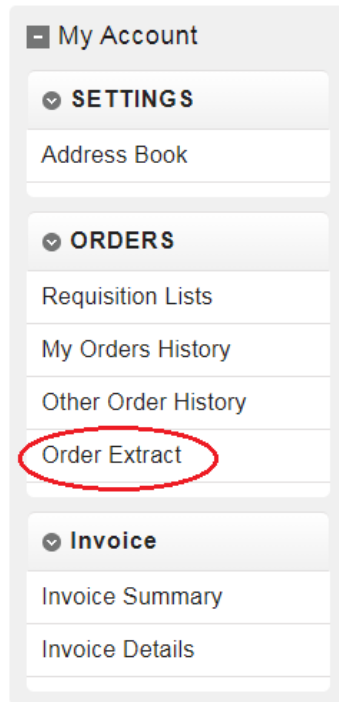 My Account
SETTINGS
Address Book
ORDERS
Requisition Lists
My Orders History
Other Order History
Order Extract
Invoice
Invoice Summary
Invoice Details